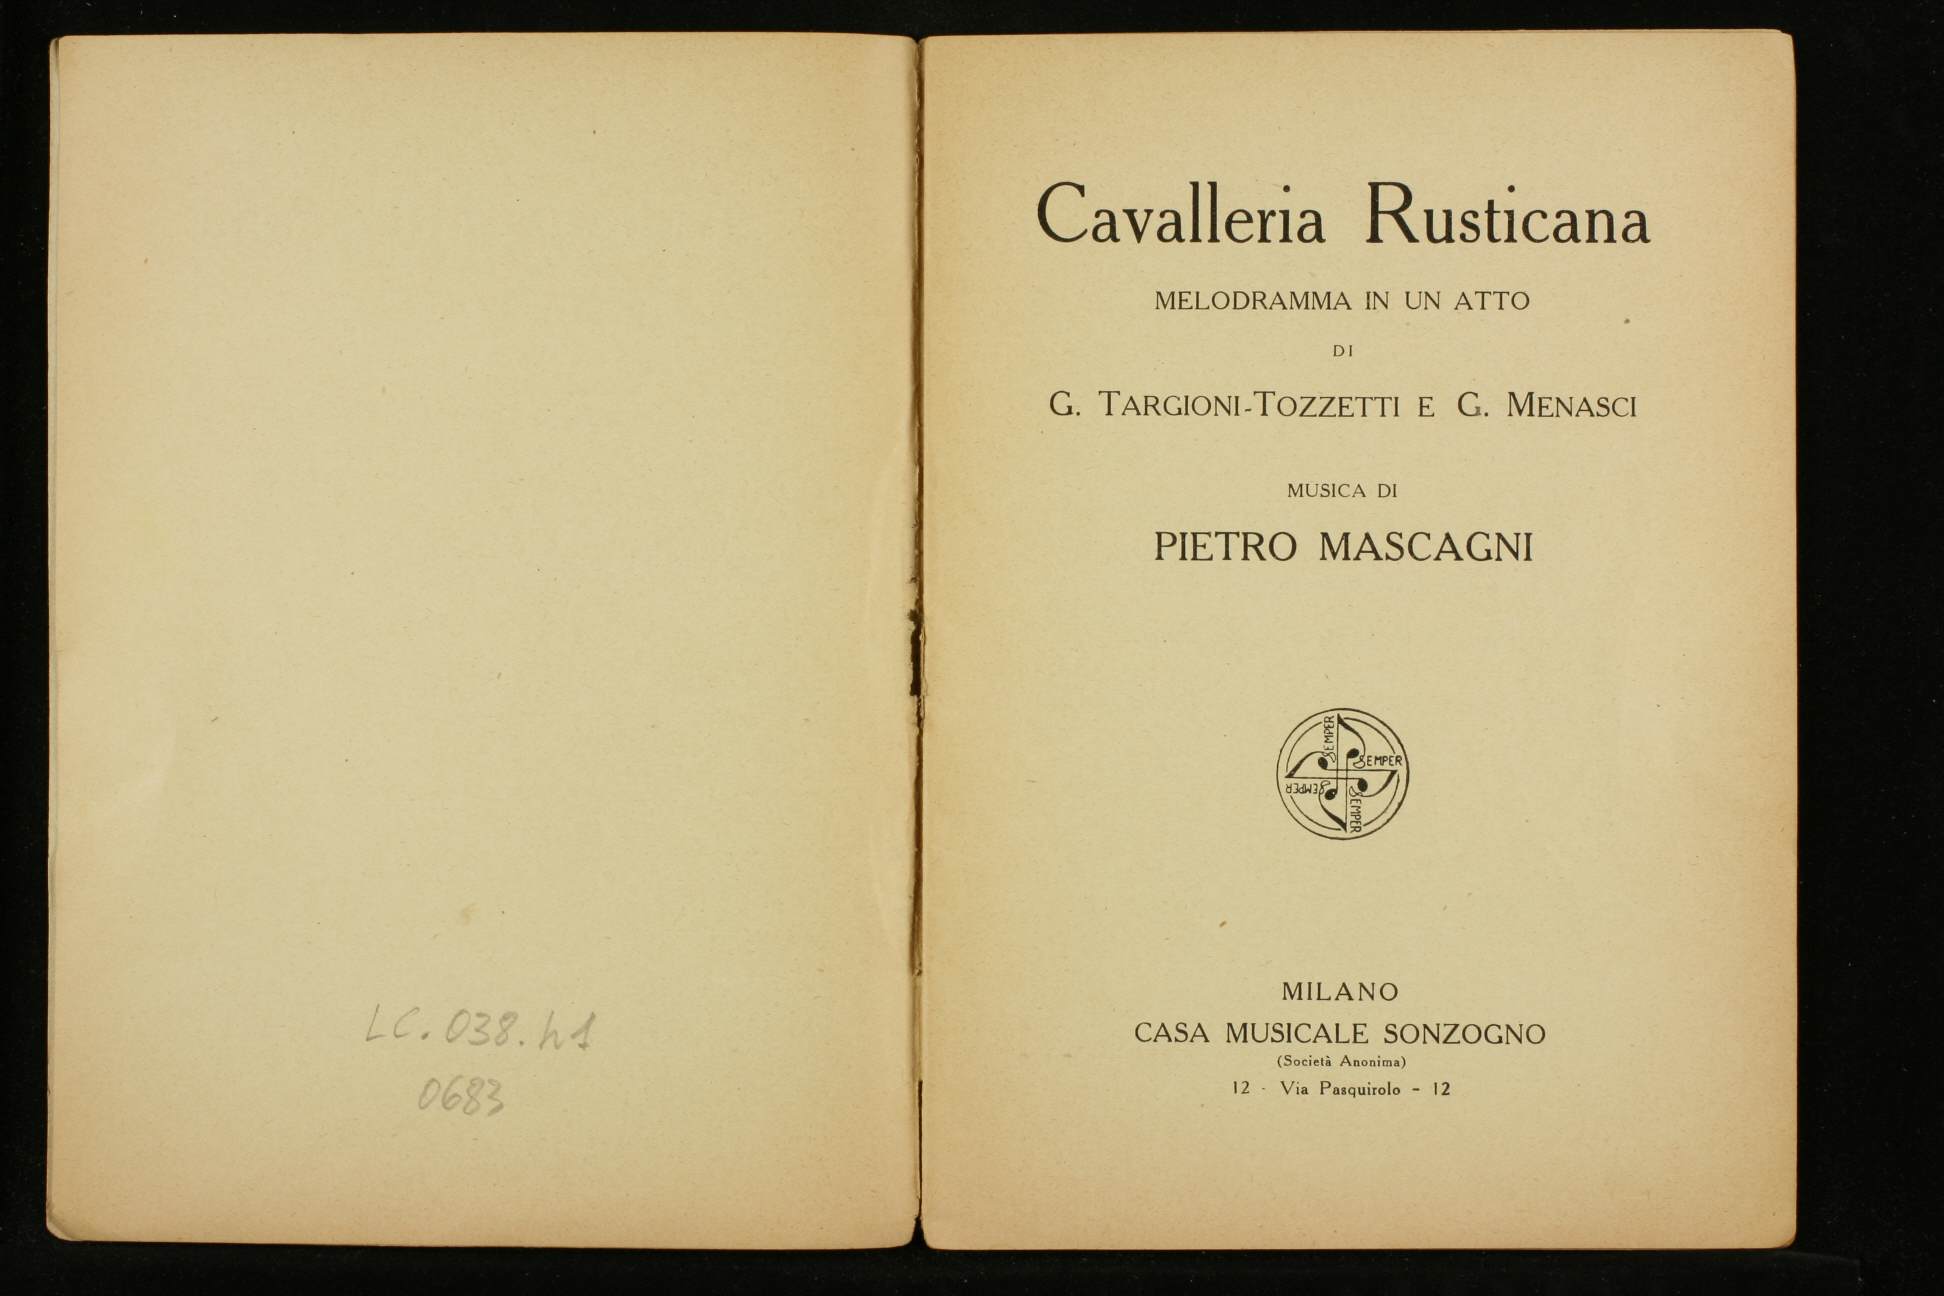 LC. 038. h1
0683
Cavalleria Rusticana
MELODRAMMA IN UN ATTO
DI
G. TARGIONI-TOZZETTI E G. MENASCI
MUSICA DI
PIETRO MASCAGNI
SEMPER
SEMPER
SEMPER
SEMPER
MILANO
CASA MUSICALE SONZOGNO
(Società Anonima)
12 - Via Pasquirolo - 12